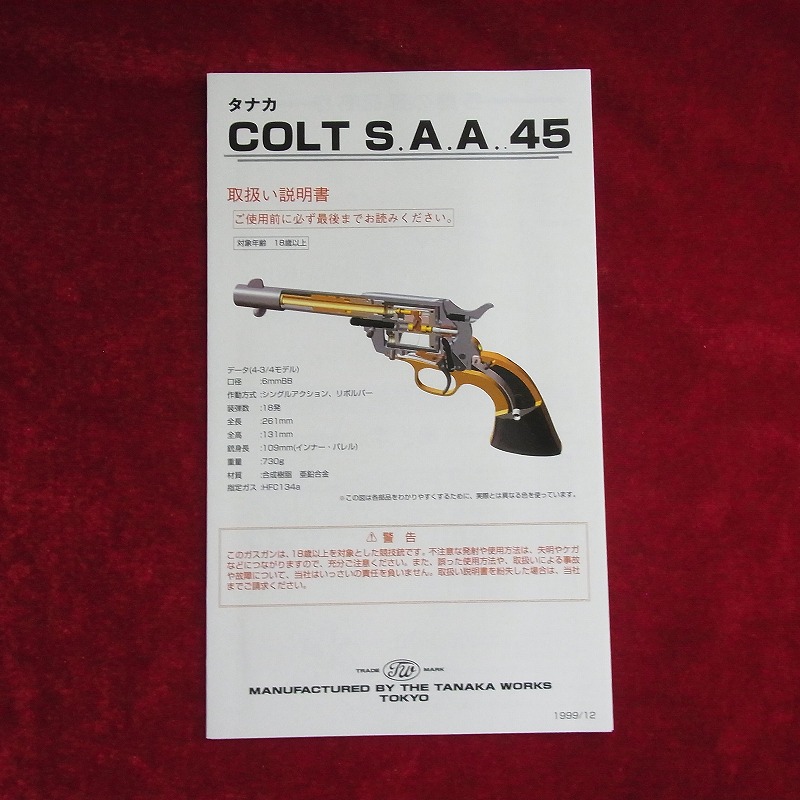 タナカ
COLT S.A.A..45
取扱い説明書
ご使用前に必ず最後までお読みください。
対象年齢 18歳以上
データ(4-3/4モデル)
口径 :6mmBB
作動方式 :シングルアクション、リボルバー
装弾数 :18発
全長 :261mm
全高 :131mm
銃身長 :109mm(インナー・バレル)
重量 :730g
材質 :合成樹脂 亜鉛合金
指定ガス :HFC134a
※この図は各部品をわかりやすくするために、実際とは異なる色を使っています。
⚠ 警告
このガスガンは、18歳以上を対象とした競技銃です。不注意な発射や使用方法は、失明やケガ
などにつながりますので、充分ご注意ください。また、誤った使用方法や、取扱いによる事故
や故障について、当社はいっさいの責任を負いません。取扱い説明書を紛失した場合は、当社
までご請求ください。
TRADE TW MARK
MANUFACTURED BY THE TANAKA WORKS
TOKYO
1999/12